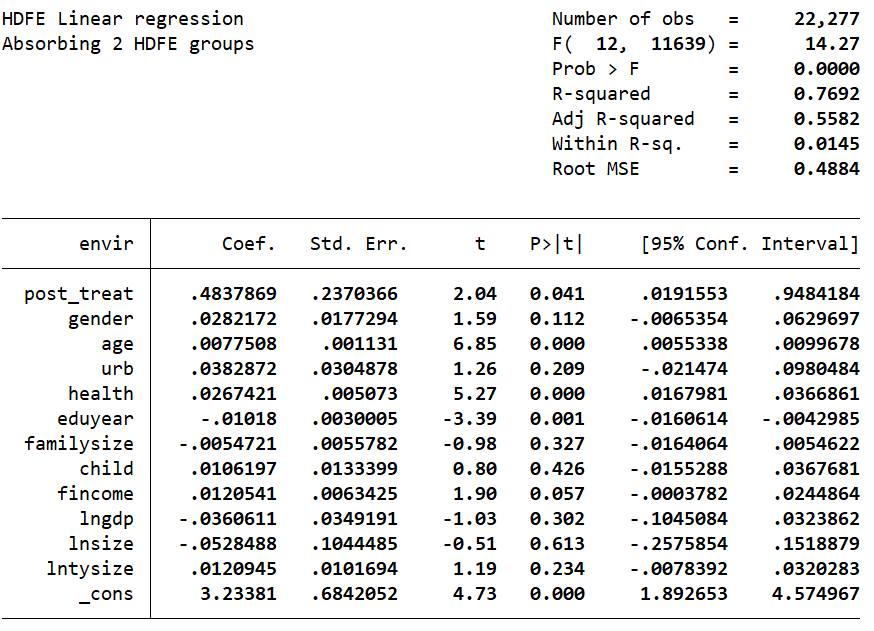 HDFE Linear regression Number of obs = 22,277
Absorbing 2 HDFE groups F( 12, 11639) = 14.27
Prob > F = 0.0000
R-squared = 0.7692
Adj R-squared = 0.5582
Within R-sq. = 0.0145
Root MSE = 0.4884
envir Coef. Std. Err. t P>|t| [95% Conf. Interval]
post_treat .4837869 .2370366 2.04 0.041 .0191553 .9484184
gender .0282172 .0177294 1.59 0.112 -.0065354 .0629697
age .0077508 .001131 6.85 0.000 .0055338 .0099678
urb .0382872 .0304878 1.26 0.209 -.021474 .0980484
health .0267421 .005073 5.27 0.000 .0167981 .0366861
eduyear -.01018 .0030005 -3.39 0.001 -.0160614 -.0042985
familysize -.0054721 .0055782 -0.98 0.327 -.0164064 .0054622
child .0106197 .0133399 0.80 0.426 -.0155288 .0367681
fincome .0120541 .0063425 1.90 0.057 -.0003782 .0244864
lngdp -.0360611 .0349191 -1.03 0.302 -.1045084 .0323862
lnsize -.0528488 .1044485 -0.51 0.613 -.2575854 .1518879
lntysize .0120945 .0101694 1.19 0.234 -.0078392 .0320283
_cons 3.23381 .6842052 4.73 0.000 1.892653 4.574967